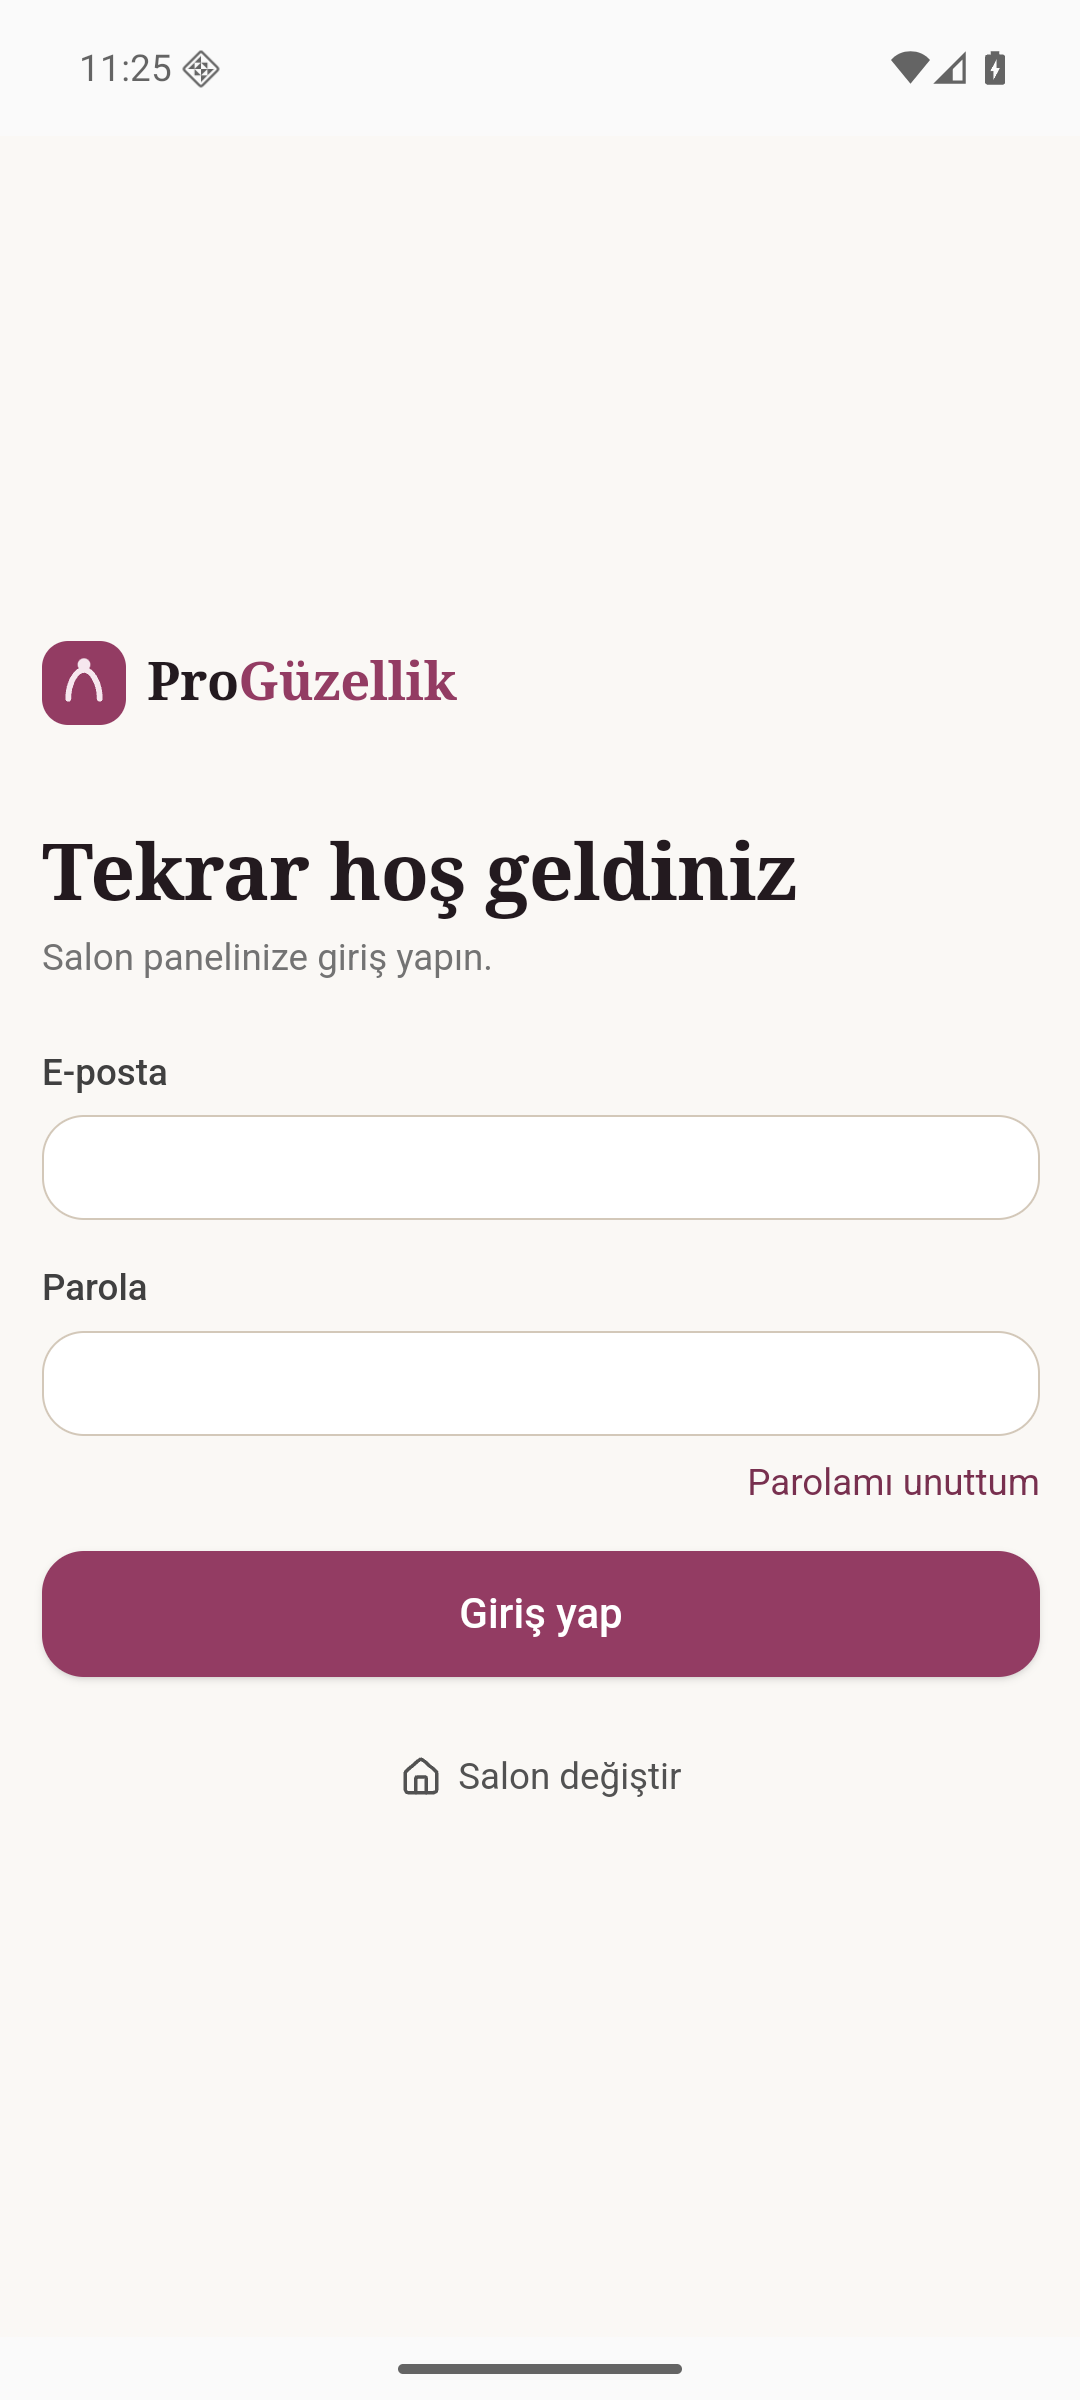 11:25
ProGüzellik
Tekrar hoş geldiniz
Salon panelinize giriş yapın.
E-posta
Parola
Parolamı unuttum
Giriş yap
Salon değiştir